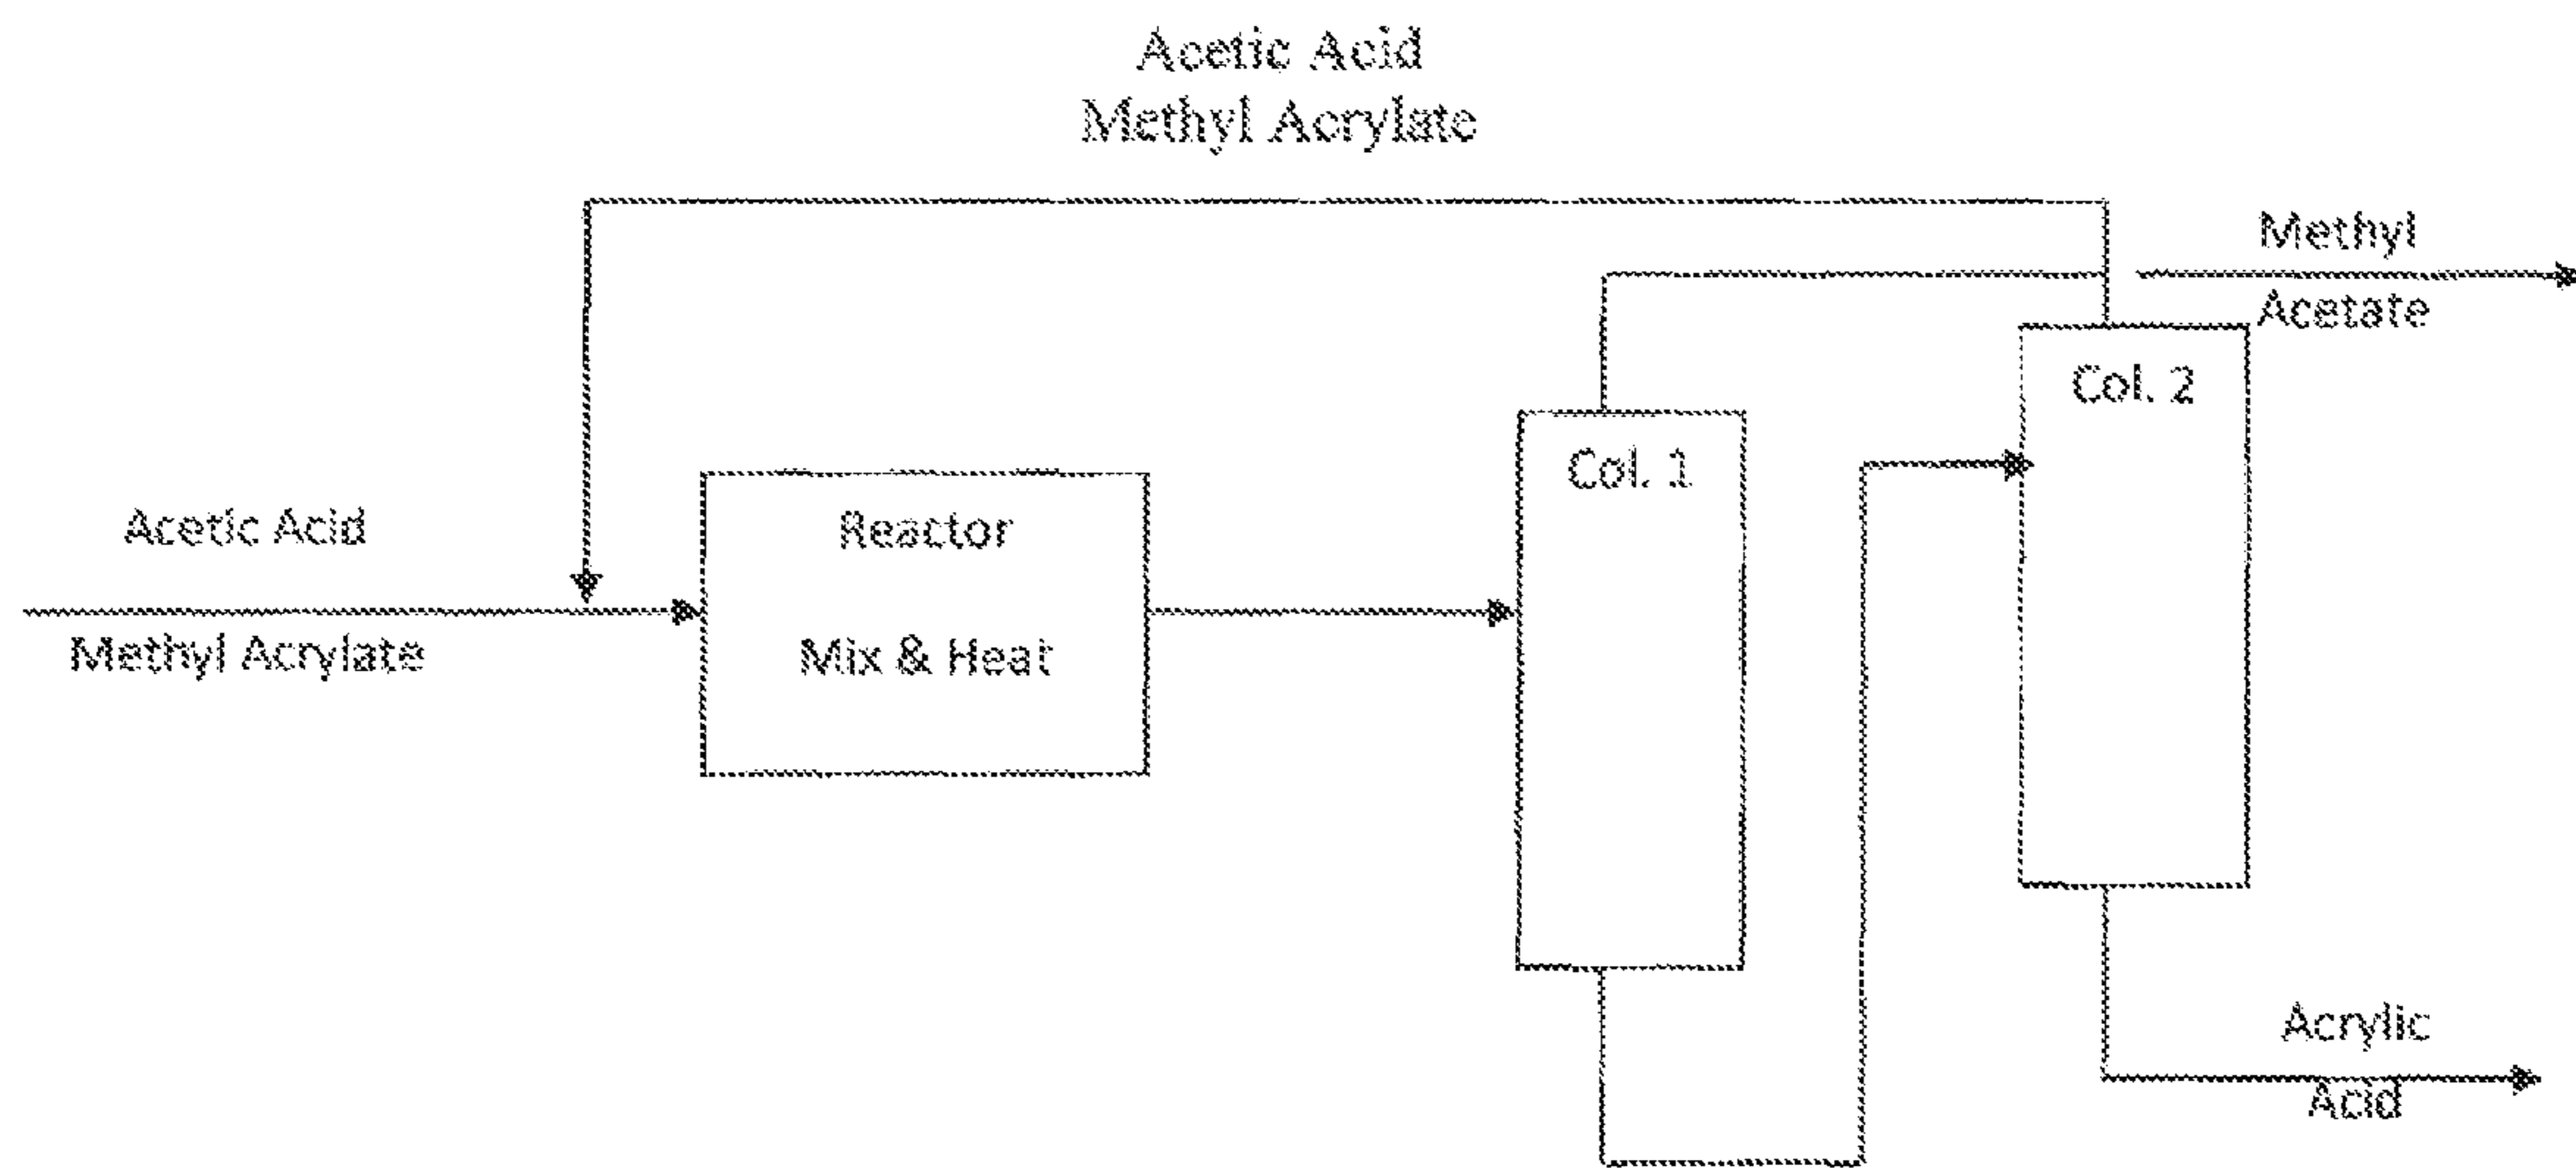 Acetic Acid
Methyl Acrylate
Methyl
Acetate
Col. 2
Col. 1
Acetic Acid
Methyl Acrylate
Reactor
Mix & Heat
Acrylic
Acid